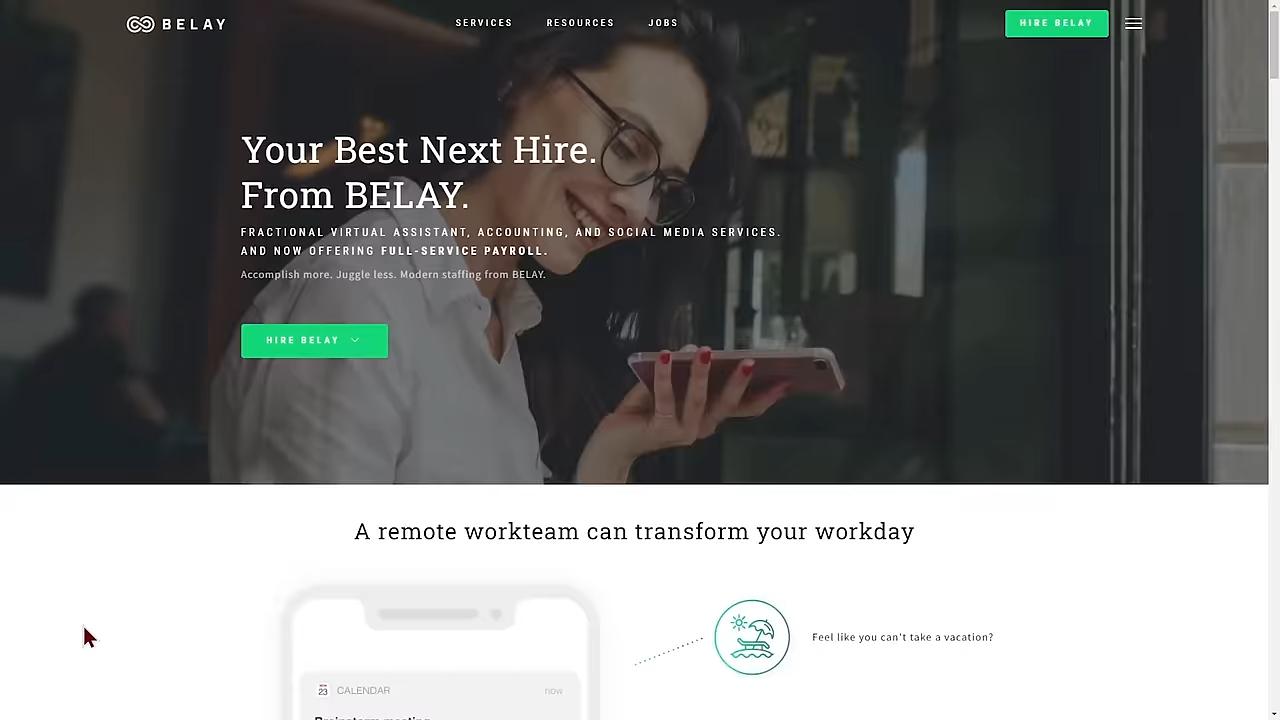 BELAY
SERVICES
RESOURCES
JOBS
HIRE BELAY
Your Best Next Hire.
From BELAY.
FRACTIONAL VIRTUAL ASSISTANT, ACCOUNTING, AND SOCIAL MEDIA SERVICES.
AND NOW OFFERING FULL-SERVICE PAYROLL.
Accomplish more. Juggle less. Modern staffing from BELAY.
HIRE BELAY
A remote workteam can transform your workday
Feel like you can't take a vacation?
23 CALENDAR now
Brainstorm meeting